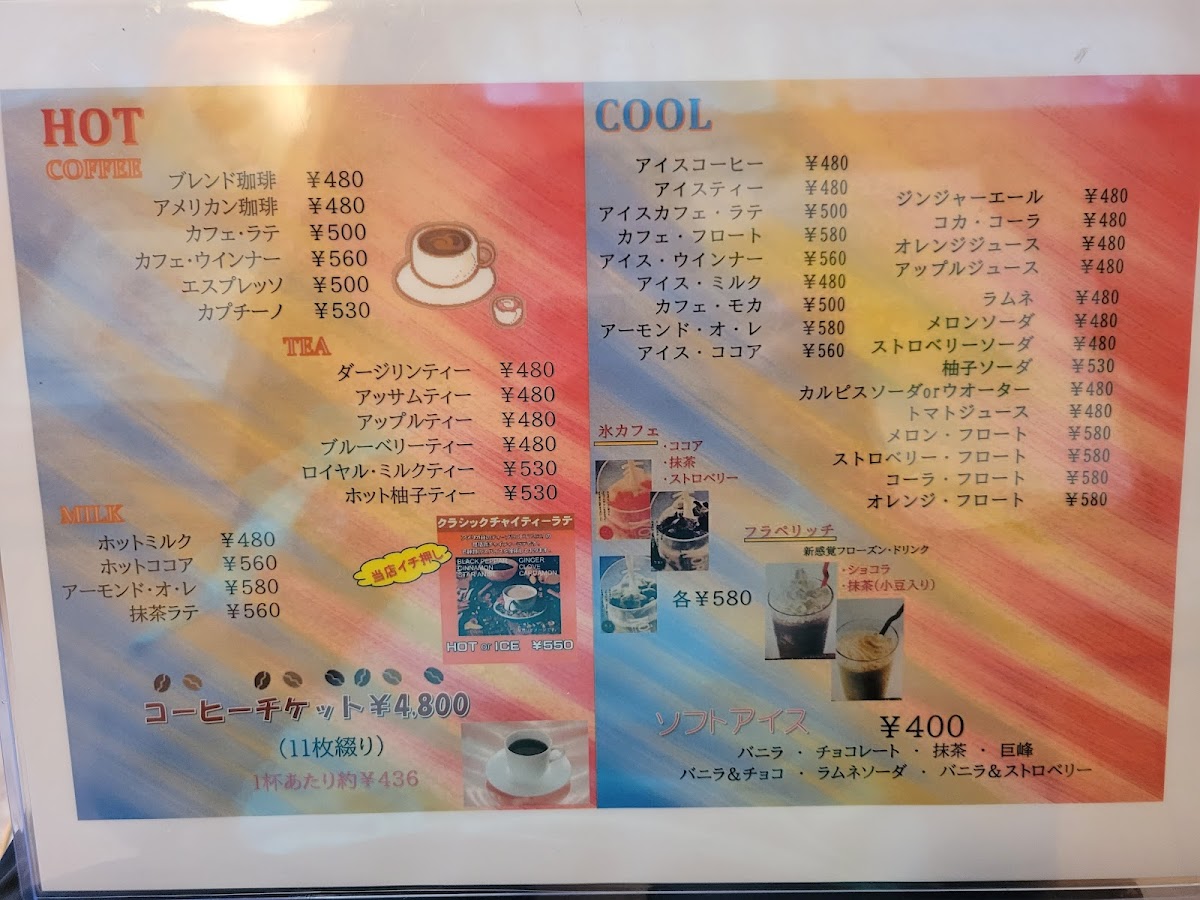 HOT
COFFEE
ブレンド珈琲 ¥480
アメリカン珈琲 ¥480
カフェ・ラテ ¥500
カフェ・ウインナー ¥560
エスプレッソ ¥500
カプチーノ ¥530
TEA
ダージリンティー ¥480
アッサムティー ¥480
アップルティー ¥480
ブルーベリーティー ¥480
ロイヤル・ミルクティー ¥530
ホット柚子ティー ¥530
MILK
ホットミルク ¥480
ホットココア ¥560
アーモンド・オ・レ ¥580
抹茶ラテ ¥560
当店イチ押し
クラシックチャイティーラテ
BLACK PEPPER GINGER
CINNAMON CLOVE
STAR ANISE CARDAMON
HOT or ICE ¥550
コーヒーチケット¥4,800
(11枚綴り)
1杯あたり約¥436
COOL
アイスコーヒー ¥480
アイスティー ¥480
アイスカフェ・ラテ ¥500
カフェ・フロート ¥580
アイス・ウインナー ¥560
アイス・ミルク ¥480
カフェ・モカ ¥500
アーモンド・オ・レ ¥580
アイス・ココア ¥560
ジンジャーエール ¥480
コカ・コーラ ¥480
オレンジジュース ¥480
アップルジュース ¥480
ラムネ ¥480
メロンソーダ ¥480
ストロベリーソーダ ¥480
柚子ソーダ ¥530
カルピスソーダorウオーター ¥480
トマトジュース ¥480
メロン・フロート ¥580
ストロベリー・フロート ¥580
コーラ・フロート ¥580
オレンジ・フロート ¥580
氷カフェ
・ココア
・抹茶
・ストロベリー
各¥580
フラペリッチ
新感覚フローズン・ドリンク
・ショコラ
・抹茶(小豆入り)
ソフトアイス ¥400
バニラ ・ チョコレート ・ 抹茶 ・ 巨峰
バニラ&チョコ ・ ラムネソーダ ・ バニラ&ストロベリー